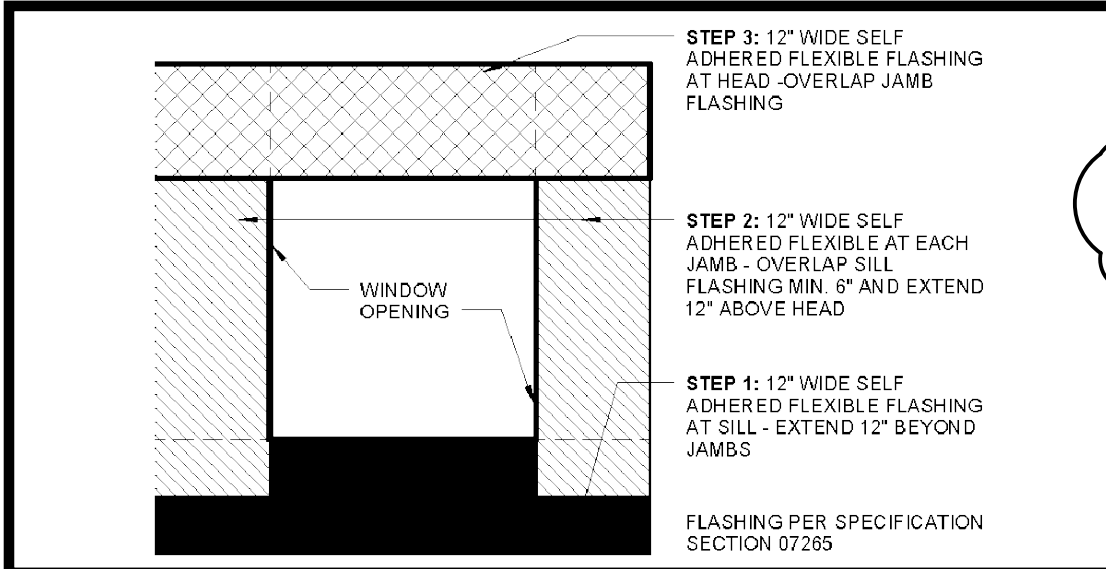 STEP 3: 12" WIDE SELF
ADHERED FLEXIBLE FLASHING
AT HEAD -OVERLAP JAMB
FLASHING
STEP 2: 12" WIDE SELF
ADHERED FLEXIBLE AT EACH
JAMB - OVERLAP SILL
FLASHING MIN. 6" AND EXTEND
12" ABOVE HEAD
WINDOW
OPENING
STEP 1: 12" WIDE SELF
ADHERED FLEXIBLE FLASHING
AT SILL - EXTEND 12" BEYOND
JAMBS
FLASHING PER SPECIFICATION
SECTION 07265